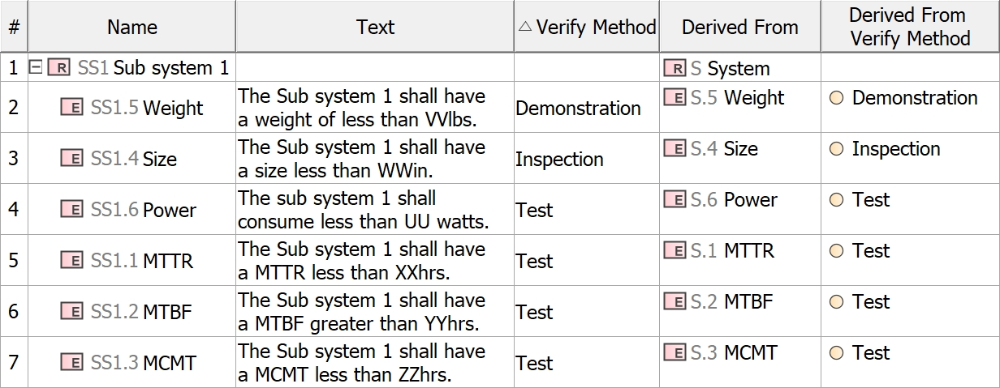 # Name Text △ Verify Method Derived From Derived From Verify Method
1 R SS1 Sub system 1 R S System
2 E SS1.5 Weight The Sub system 1 shall have a weight of less than VVlbs. Demonstration E S.5 Weight Demonstration
3 E SS1.4 Size The Sub system 1 shall have a size less than WWin. Inspection E S.4 Size Inspection
4 E SS1.6 Power The sub system 1 shall consume less than UU watts. Test E S.6 Power Test
5 E SS1.1 MTTR The Sub system 1 shall have a MTTR less than XXhrs. Test E S.1 MTTR Test
6 E SS1.2 MTBF The Sub system 1 shall have a MTBF greater than YYhrs. Test E S.2 MTBF Test
7 E SS1.3 MCMT The Sub system 1 shall have a MCMT less than ZZhrs. Test E S.3 MCMT Test